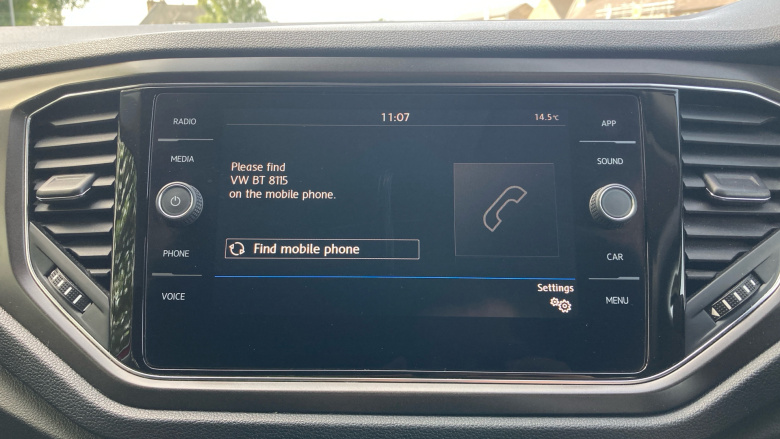 RADIO
MEDIA
PHONE
VOICE
11:07
14.5°C
Please find
VW BT 8115
on the mobile phone.
Find mobile phone
Settings
APP
SOUND
CAR
MENU